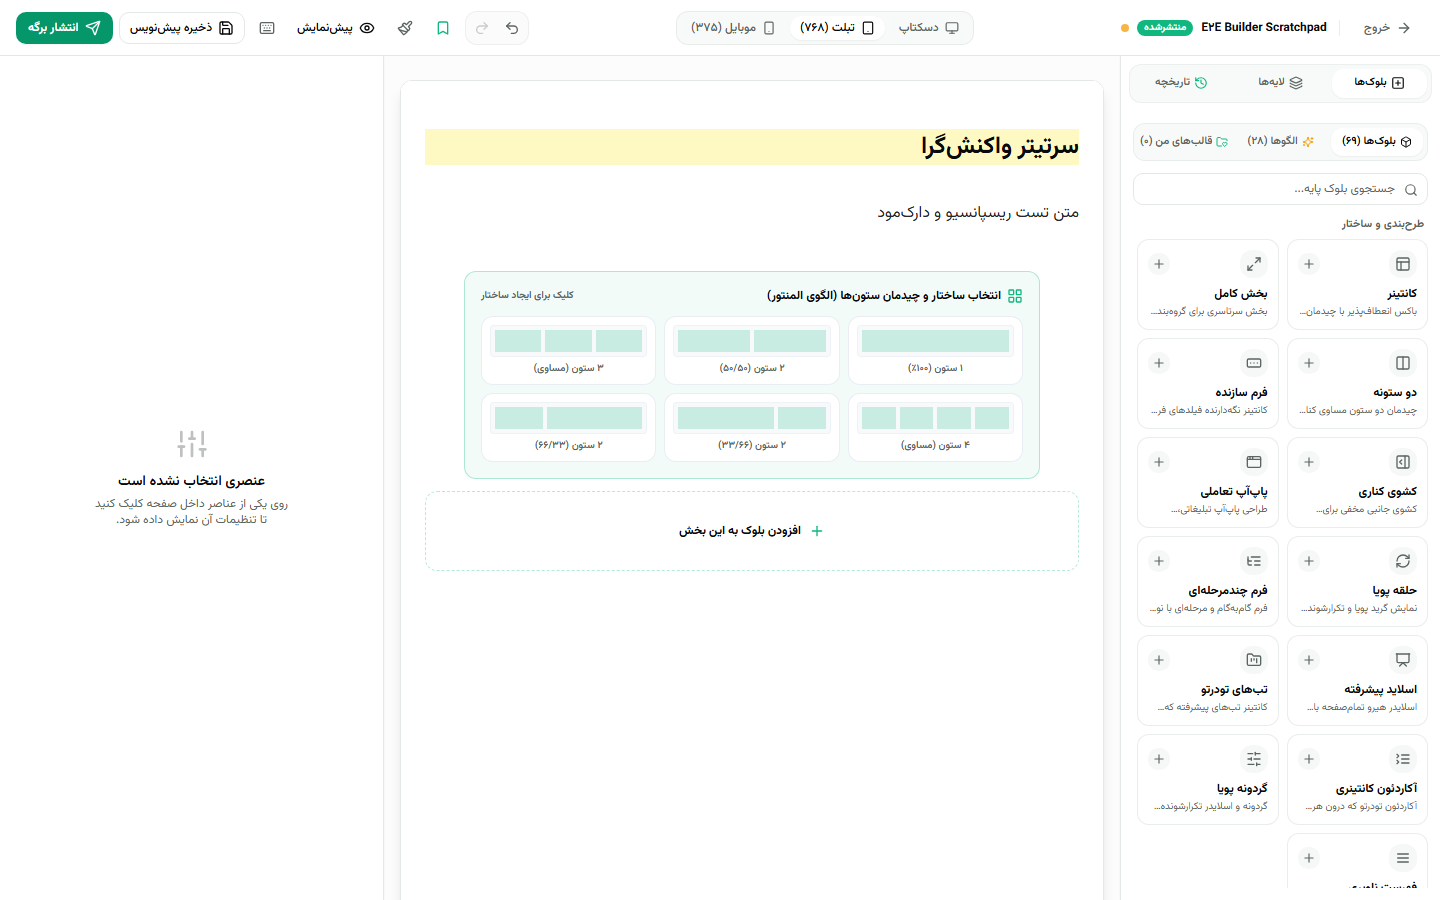 خروج
E2E Builder Scratchpad
منتشرشده
دسکتاپ
تبلت (۷۶۸)
موبایل (۳۷۵)
پیش‌نمایش
ذخیره پیش‌نویس
انتشار برگه
بلوک‌ها
لایه‌ها
تاریخچه
بلوک‌ها (۶۹)
الگوها (۲۸)
قالب‌های من (۰)
جستجوی بلوک پایه...
طرح‌بندی و ساختار
کانتینر
باکس انعطاف‌پذیر با چیدمان...
بخش کامل
بخش سرتاسری برای گروه‌بند...
دو ستونه
چیدمان دو ستون مساوی کنا...
فرم سازنده
کانتینر نگه‌دارنده فیلدهای فر...
کشوی کناری
کشوی جانبی مخفی برای...
پاپ‌آپ تعاملی
طراحی پاپ‌آپ تبلیغاتی،...
حلقه پویا
نمایش گرید پویا و تکرارشوند...
فرم چندمرحله‌ای
فرم گام‌به‌گام و مرحله‌ای با نو...
اسلاید پیشرفته
اسلایدر هیرو تمام‌صفحه با...
تب‌های تودرتو
کانتینر تب‌های پیشرفته که...
آکاردئون کانتینری
آکاردئون تودرتو که درون هر...
گردونه پویا
گردونه و اسلایدر تکرارشونده...
سرتیتر واکنش‌گرا
متن تست ریسپانسیو و دارک‌مود
انتخاب ساختار و چیدمان ستون‌ها (الگوی المنتور)
کلیک برای ایجاد ساختار
۱ ستون (۱۰۰٪)
۲ ستون (۵۰/۵۰)
۳ ستون (مساوی)
۴ ستون (مساوی)
۲ ستون (۳۳/۶۶)
۲ ستون (۶۶/۳۳)
افزودن بلوک به این بخش
عنصری انتخاب نشده است
روی یکی از عناصر داخل صفحه کلیک کنید
تا تنظیمات آن نمایش داده شود.